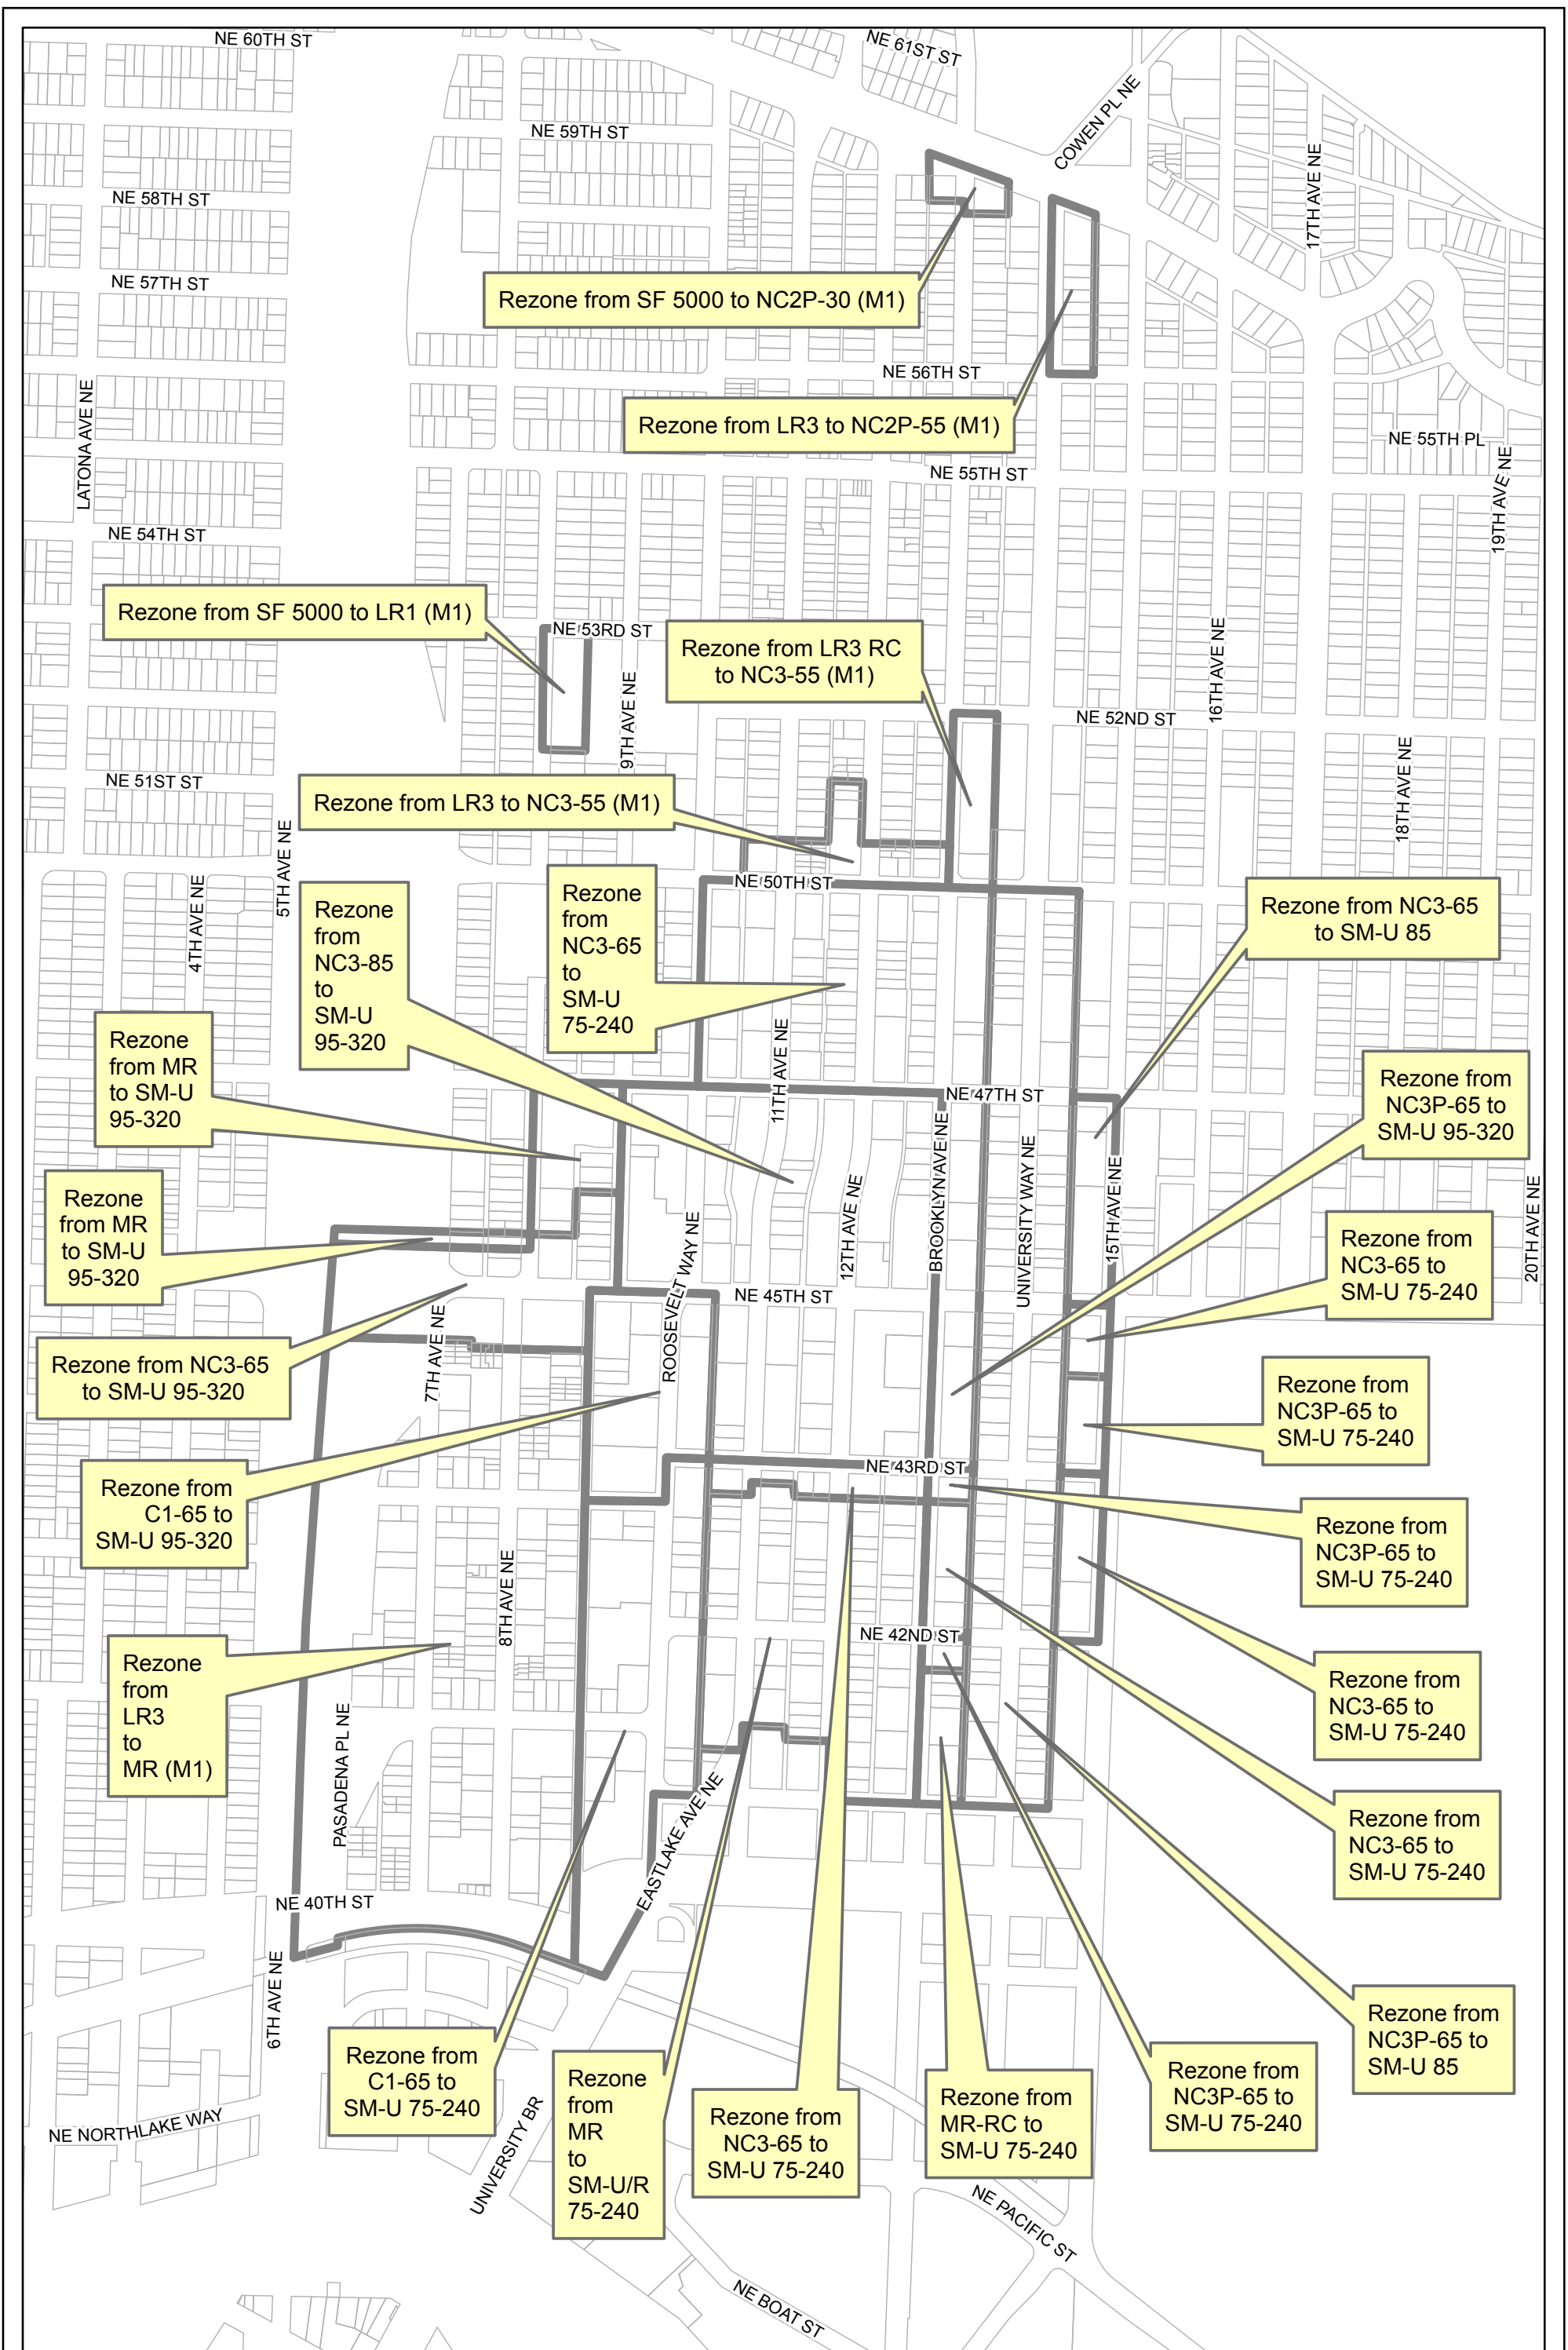 NE 60TH ST
NE 61ST ST
COWEN PL NE
NE 59TH ST
17TH AVE NE
NE 58TH ST
NE 57TH ST
Rezone from SF 5000 to NC2P-30 (M1)
NE 56TH ST
LATONA AVE NE
Rezone from LR3 to NC2P-55 (M1)
NE 55TH PL
NE 55TH ST
19TH AVE NE
NE 54TH ST
Rezone from SF 5000 to LR1 (M1)
NE 53RD ST
Rezone from LR3 RC
to NC3-55 (M1)
16TH AVE NE
9TH AVE NE
NE 52ND ST
18TH AVE NE
NE 51ST ST
Rezone from LR3 to NC3-55 (M1)
5TH AVE NE
4TH AVE NE
NE 50TH ST
Rezone
from
NC3-85
to
SM-U
95-320
Rezone
from
NC3-65
to
SM-U
75-240
Rezone from NC3-65
to SM-U 85
Rezone
from MR
to SM-U
95-320
11TH AVE NE
NE 47TH ST
Rezone from
NC3P-65 to
SM-U 95-320
Rezone
from MR
to SM-U
95-320
ROOSEVELT WAY NE
12TH AVE NE
BROOKLYN AVE NE
UNIVERSITY WAY NE
15TH AVE NE
20TH AVE NE
Rezone from
NC3-65 to
SM-U 75-240
NE 45TH ST
7TH AVE NE
Rezone from NC3-65
to SM-U 95-320
Rezone from
NC3P-65 to
SM-U 75-240
Rezone from
C1-65 to
SM-U 95-320
NE 43RD ST
Rezone from
NC3P-65 to
SM-U 75-240
8TH AVE NE
NE 42ND ST
Rezone
from
LR3
to
MR (M1)
Rezone from
NC3-65 to
SM-U 75-240
PASADENA PL NE
EASTLAKE AVE NE
Rezone from
NC3-65 to
SM-U 75-240
NE 40TH ST
6TH AVE NE
Rezone from
NC3P-65 to
SM-U 85
Rezone from
C1-65 to
SM-U 75-240
Rezone
from
MR
to
SM-U/R
75-240
Rezone from
NC3-65 to
SM-U 75-240
Rezone from
MR-RC to
SM-U 75-240
Rezone from
NC3P-65 to
SM-U 75-240
NE NORTHLAKE WAY
UNIVERSITY BR
NE PACIFIC ST
NE BOAT ST